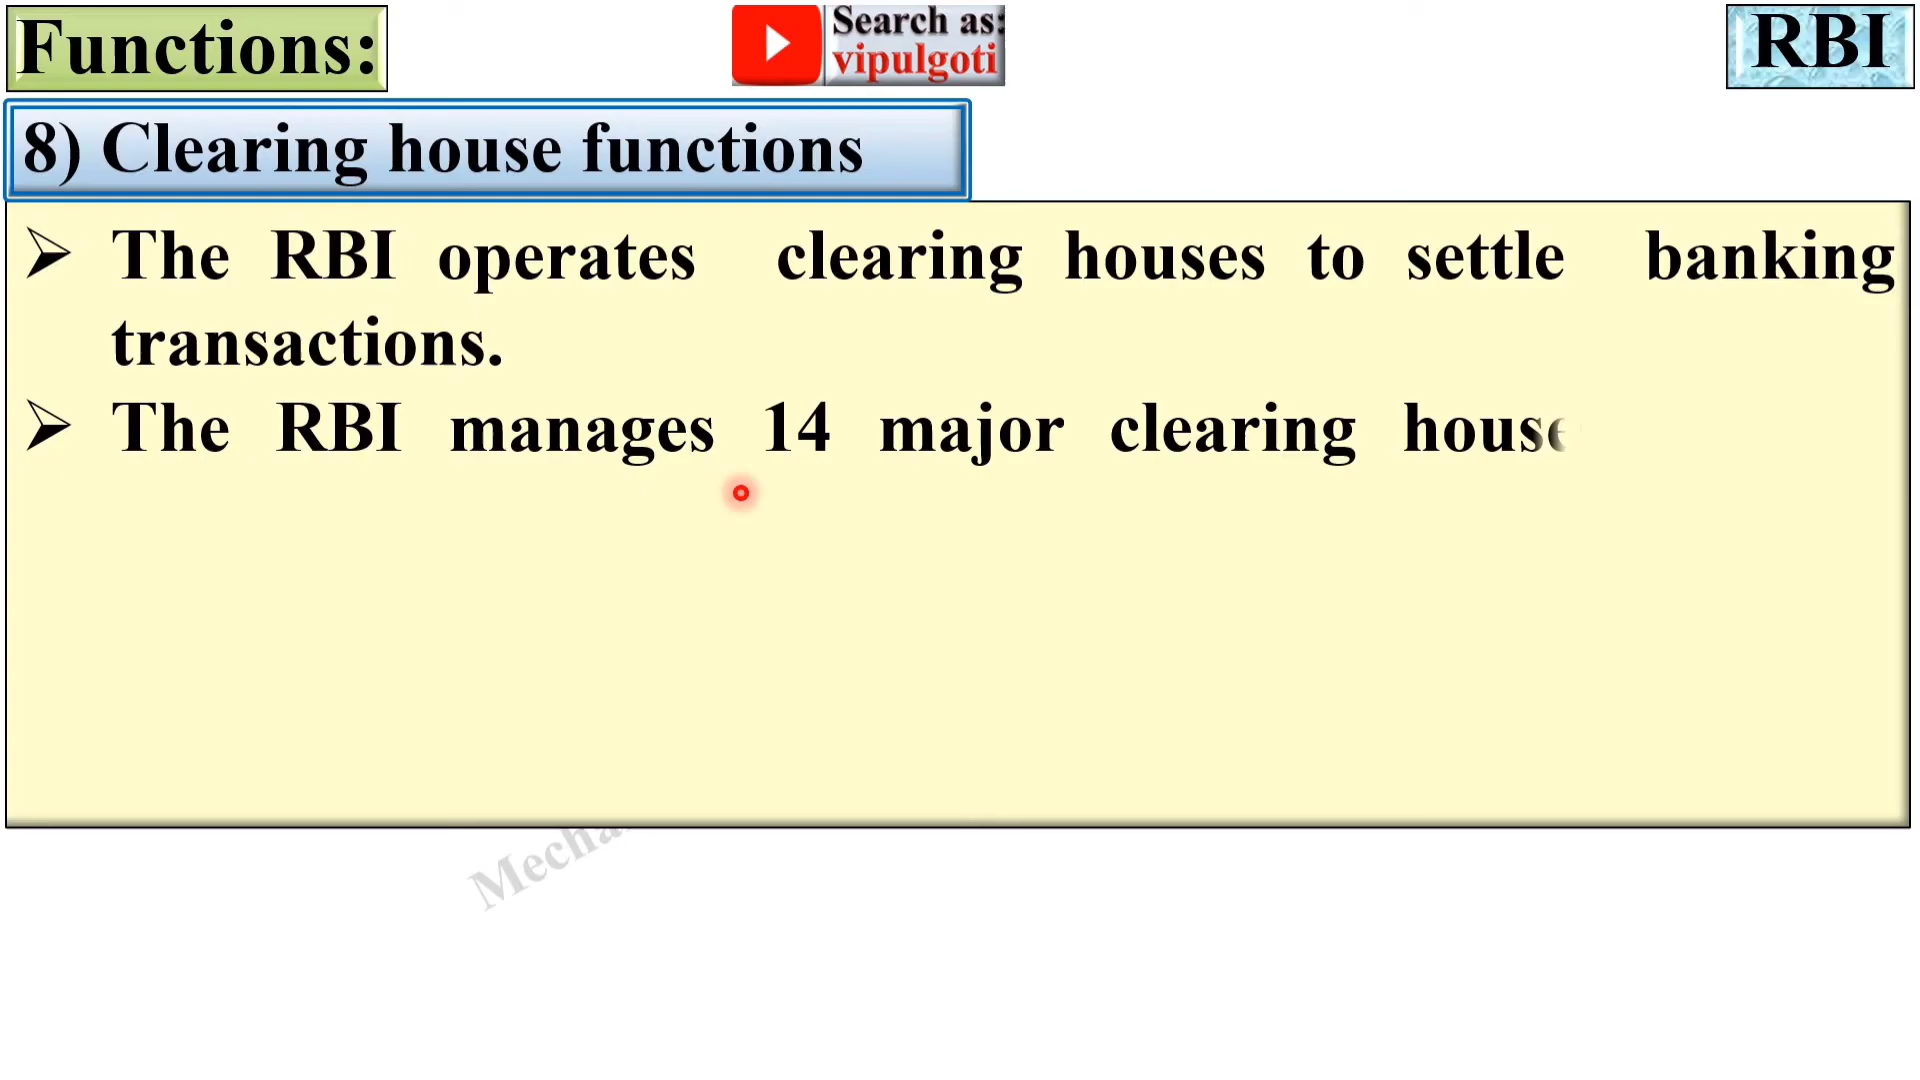 Functions:
Search as:
vipulgoti
RBI
8) Clearing house functions
➢ The RBI operates clearing houses to settle banking
transactions.
➢ The RBI manages 14 major clearing house